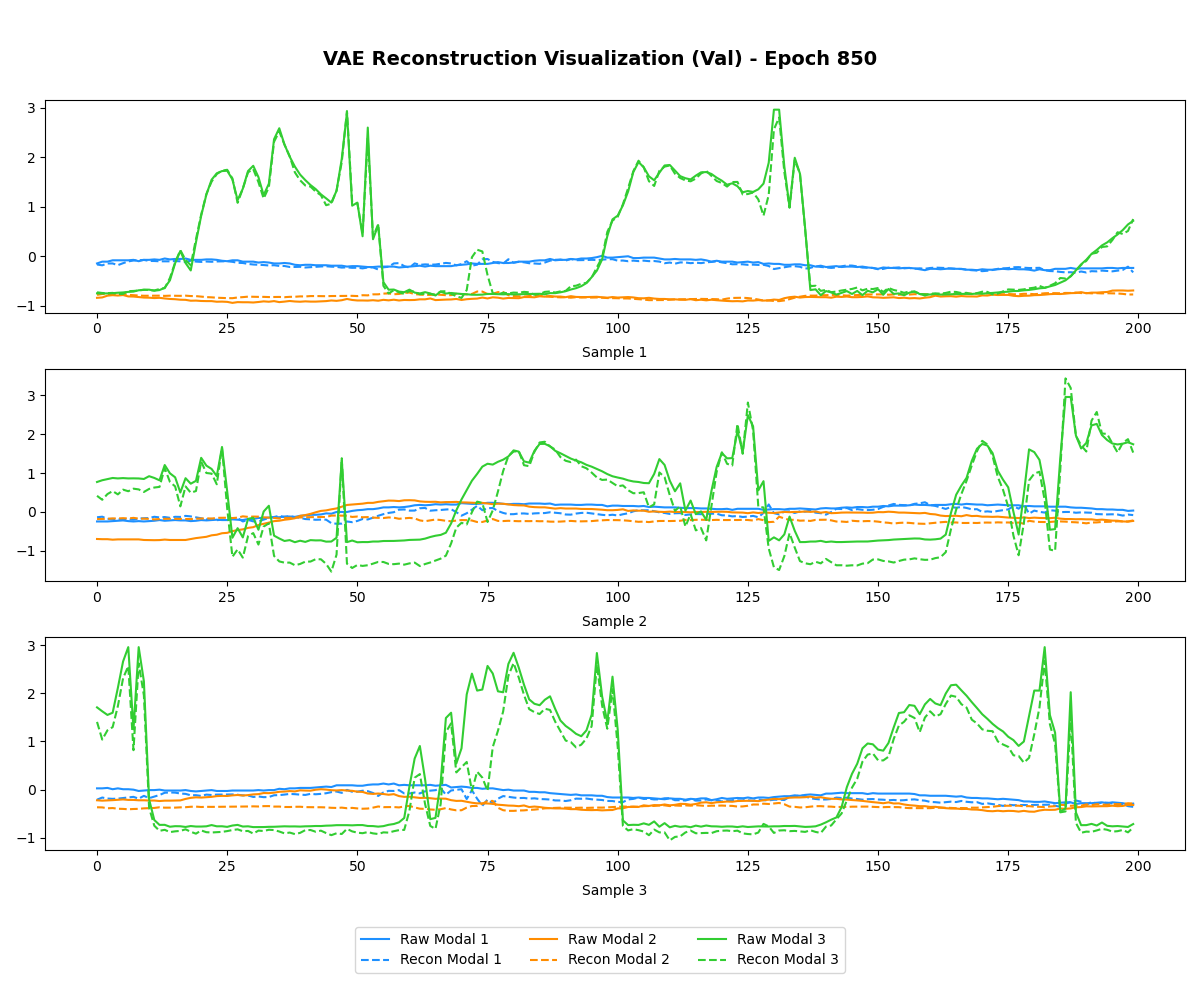 VAE Reconstruction Visualization (Val) - Epoch 850
3
2
1
0
−1
0 25 50 75 100 125 150 175 200
Sample 1
3
2
1
0
−1
0 25 50 75 100 125 150 175 200
Sample 2
3
2
1
0
−1
0 25 50 75 100 125 150 175 200
Sample 3
Raw Modal 1 Raw Modal 2 Raw Modal 3
Recon Modal 1 Recon Modal 2 Recon Modal 3